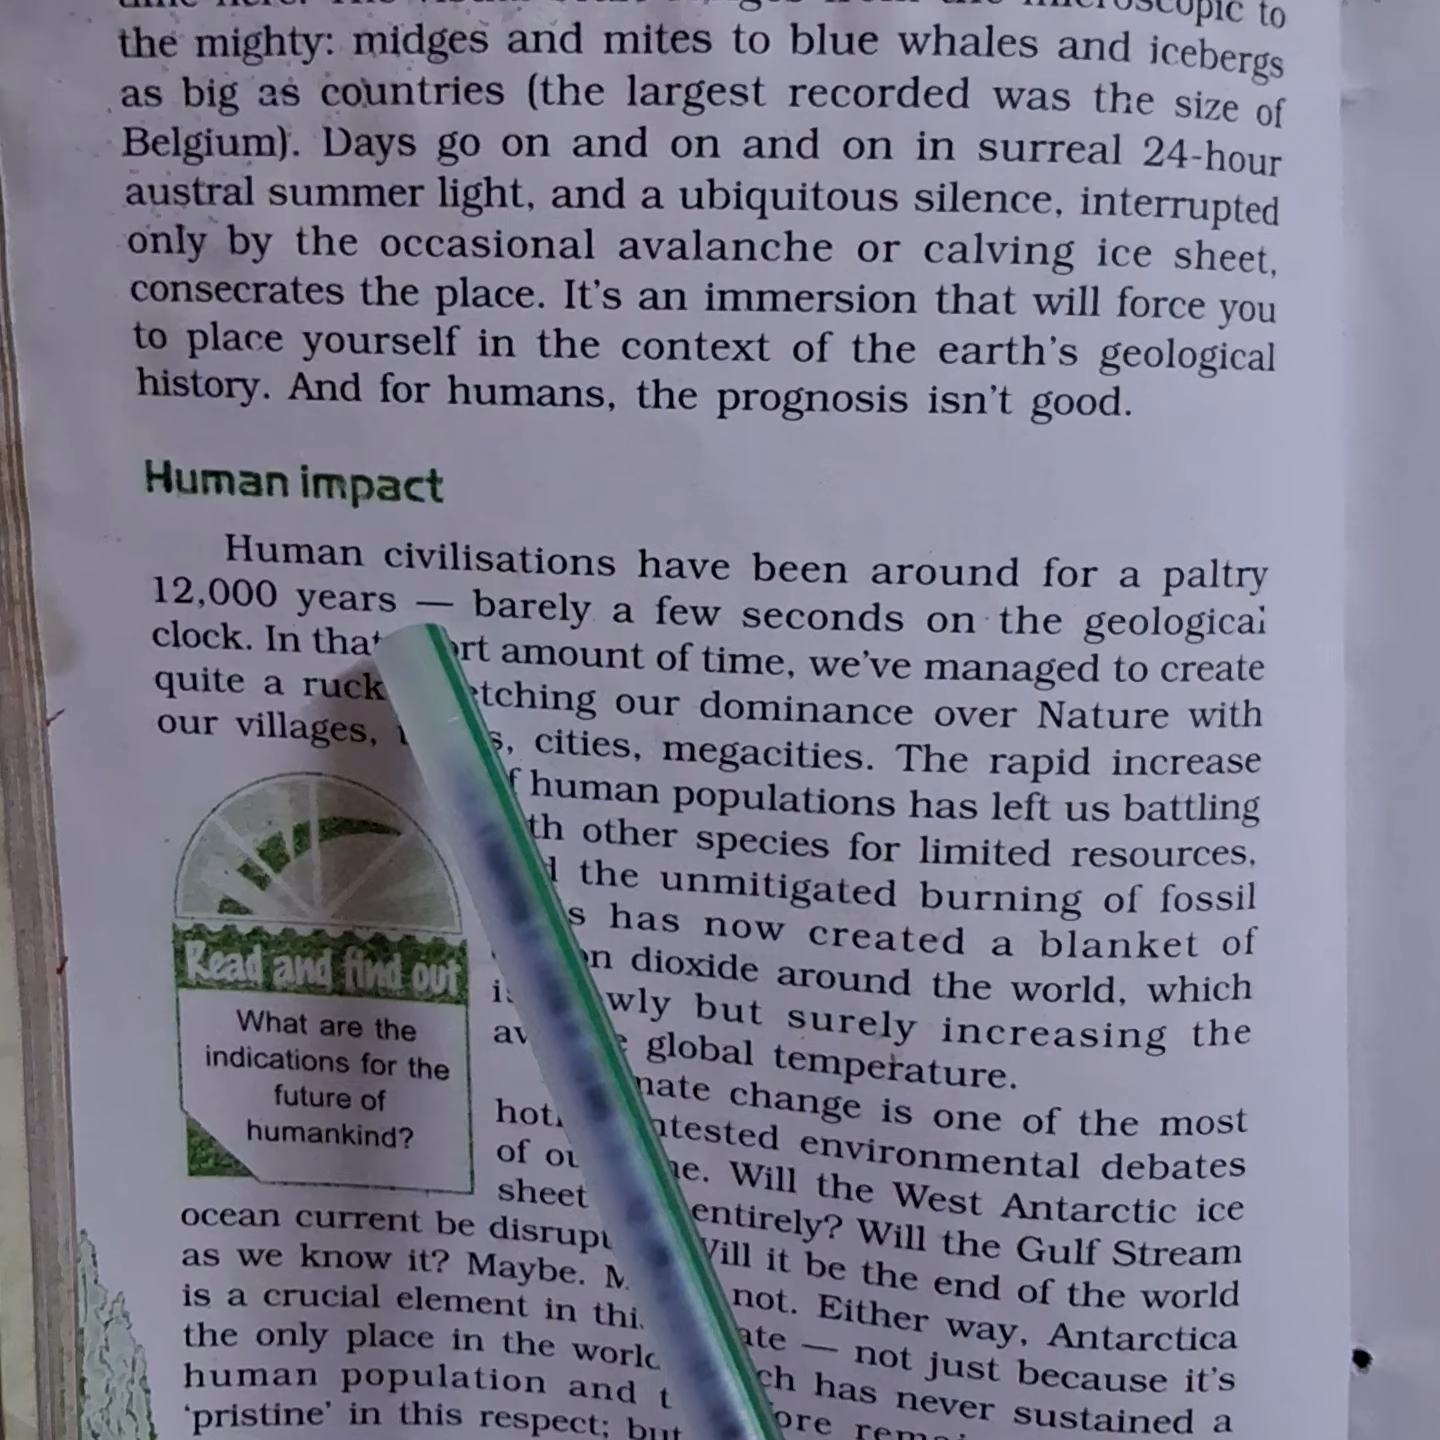 microscopic to
the mighty: midges and mites to blue whales and icebergs
as big as countries (the largest recorded was the size of
Belgium). Days go on and on and on in surreal 24-hour
austral summer light, and a ubiquitous silence, interrupted
only by the occasional avalanche or calving ice sheet,
consecrates the place. It's an immersion that will force you
to place yourself in the context of the earth's geological
history. And for humans, the prognosis isn't good.
Human impact
Human civilisations have been around for a paltry
12,000 years — barely a few seconds on the geological
clock. In that amount of time, we've managed to create
quite a our dominance over Nature with
our villages, cities, megacities. The rapid increase
human populations has left us battling
other species for limited resources,
the unmitigated burning of fossil
has now created a blanket of
dioxide around the world, which
but surely increasing the
global temperature.
change is one of the most
environmental debates
of Will the West Antarctic ice
sheet entirely? Will the Gulf Stream
ocean current be Will it be the end of the world
as we know it? Maybe. not. Either way, Antarctica
is a crucial element in — not just because it's
the only place in the has never sustained a
human population and
'pristine' in this respect; but
Read and find out
What are the
indications for the
future of
humankind?